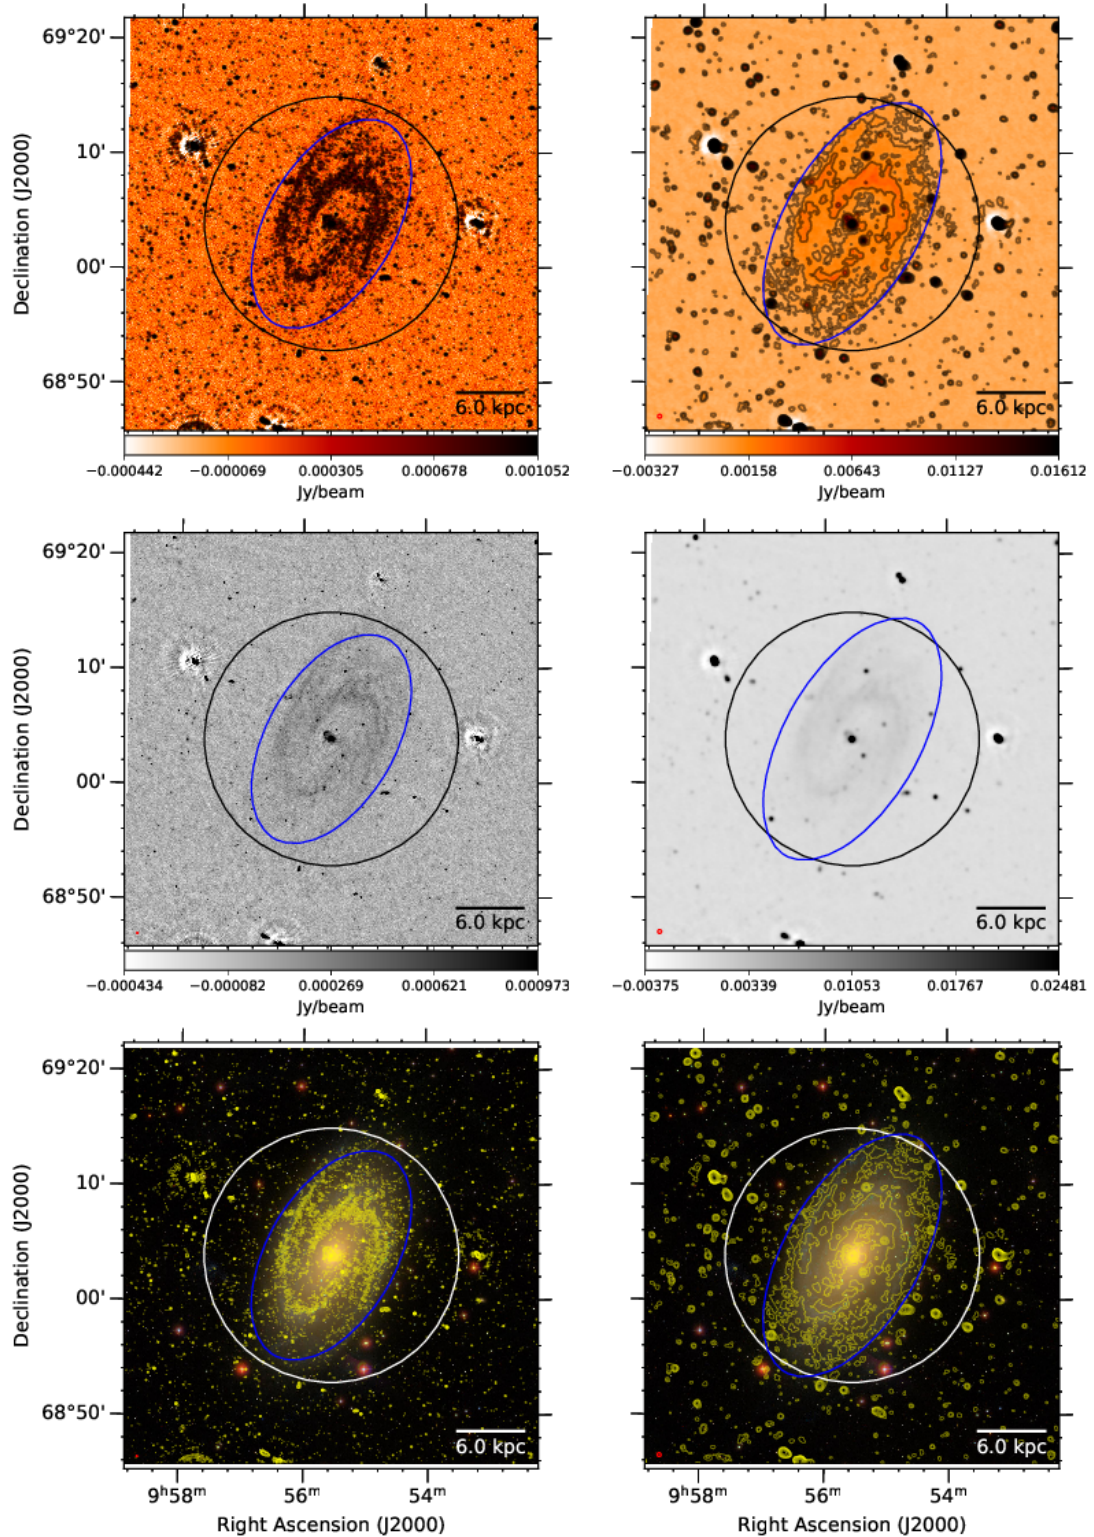 69°20'
10'
00'
68°50'
Declination (J2000)
6.0 kpc
6.0 kpc
−0.000442 −0.000069 0.000305 0.000678 0.001052
Jy/beam
−0.00327 0.00158 0.00643 0.01127 0.01612
Jy/beam
69°20'
10'
00'
68°50'
Declination (J2000)
6.0 kpc
6.0 kpc
−0.000434 −0.000082 0.000269 0.000621 0.000973
Jy/beam
−0.00375 0.00339 0.01053 0.01767 0.02481
Jy/beam
69°20'
10'
00'
68°50'
Declination (J2000)
6.0 kpc
6.0 kpc
9ʰ58ᵐ 56ᵐ 54ᵐ
Right Ascension (J2000)
9ʰ58ᵐ 56ᵐ 54ᵐ
Right Ascension (J2000)